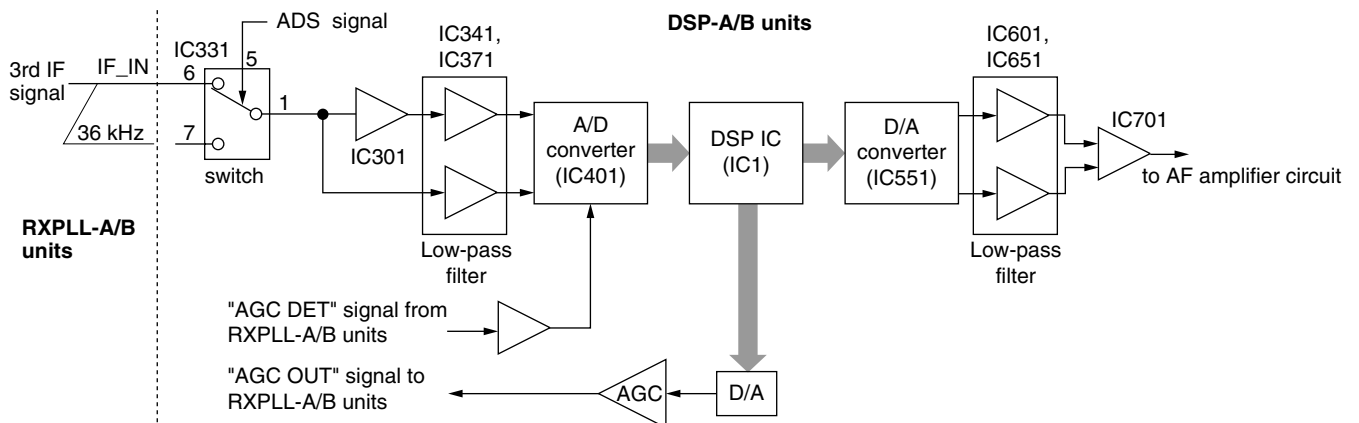 ADS signal
DSP-A/B units
IC331
5
IC341,
IC371
IC601,
IC651
3rd IF
signal
IF_IN
6
1
36 kHz
7
switch
IC301
A/D
converter
(IC401)
DSP IC
(IC1)
D/A
converter
(IC551)
IC701
to AF amplifier circuit
RXPLL-A/B
units
Low-pass
filter
Low-pass
filter
"AGC DET" signal from
RXPLL-A/B units
"AGC OUT" signal to
RXPLL-A/B units
AGC
D/A